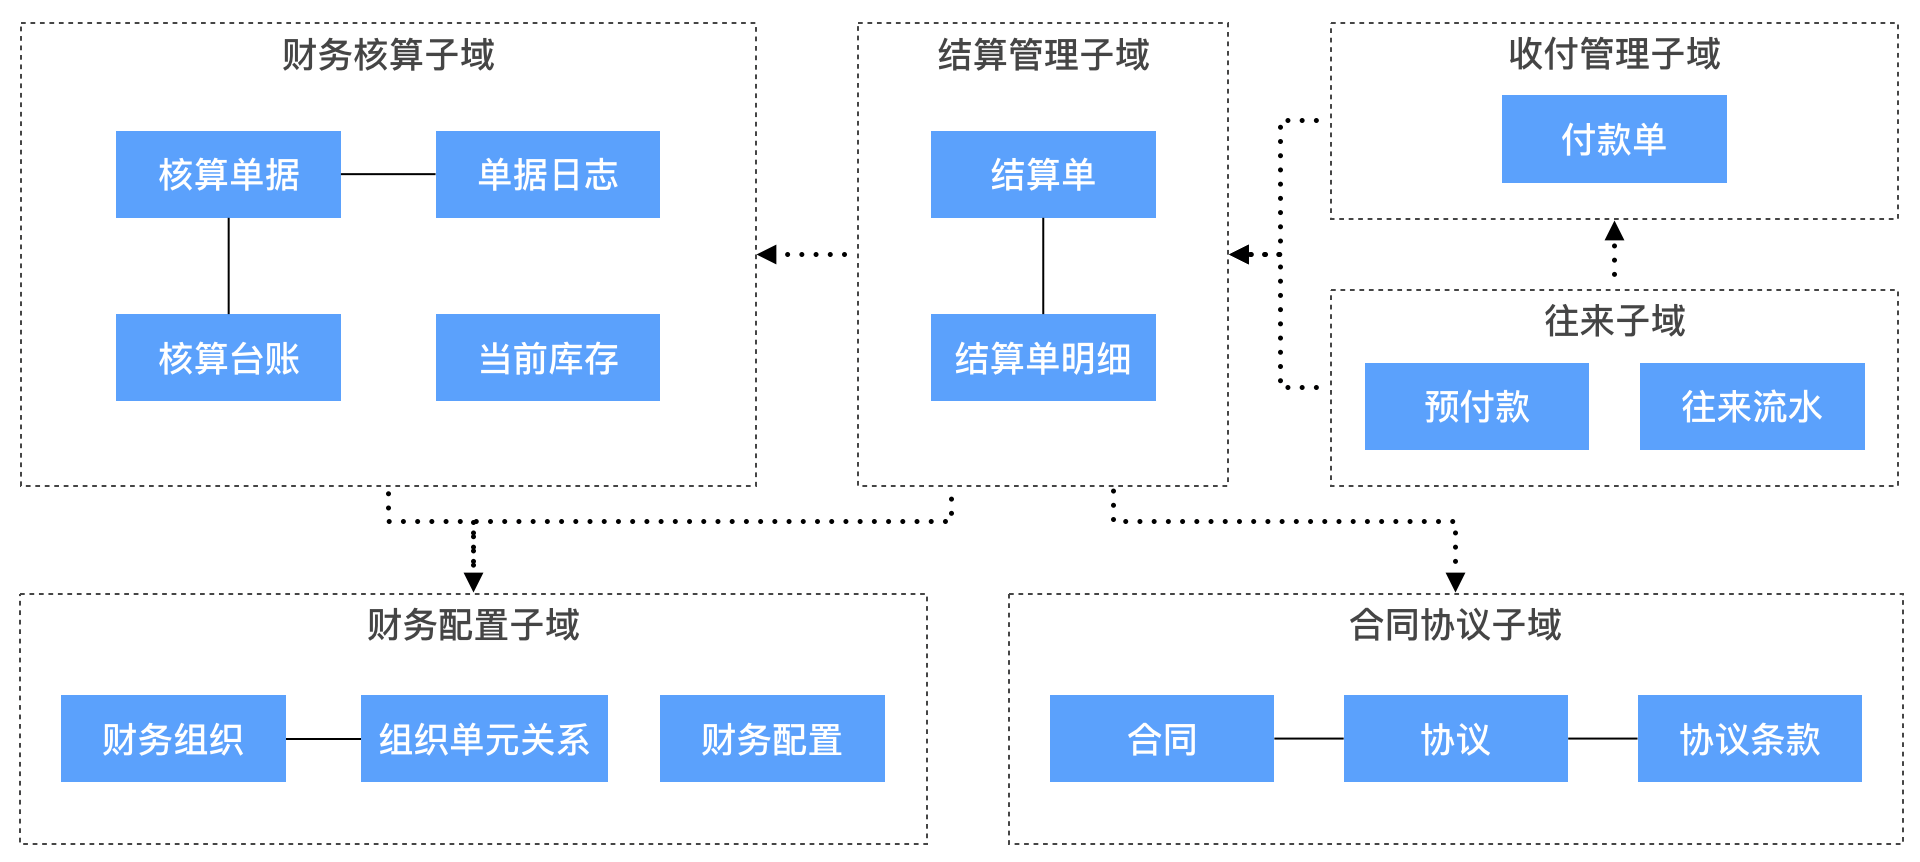 财务核算子域
核算单据
单据日志
核算台账
当前库存
结算管理子域
结算单
结算单明细
收付管理子域
付款单
往来子域
预付款
往来流水
财务配置子域
财务组织
组织单元关系
财务配置
合同协议子域
合同
协议
协议条款